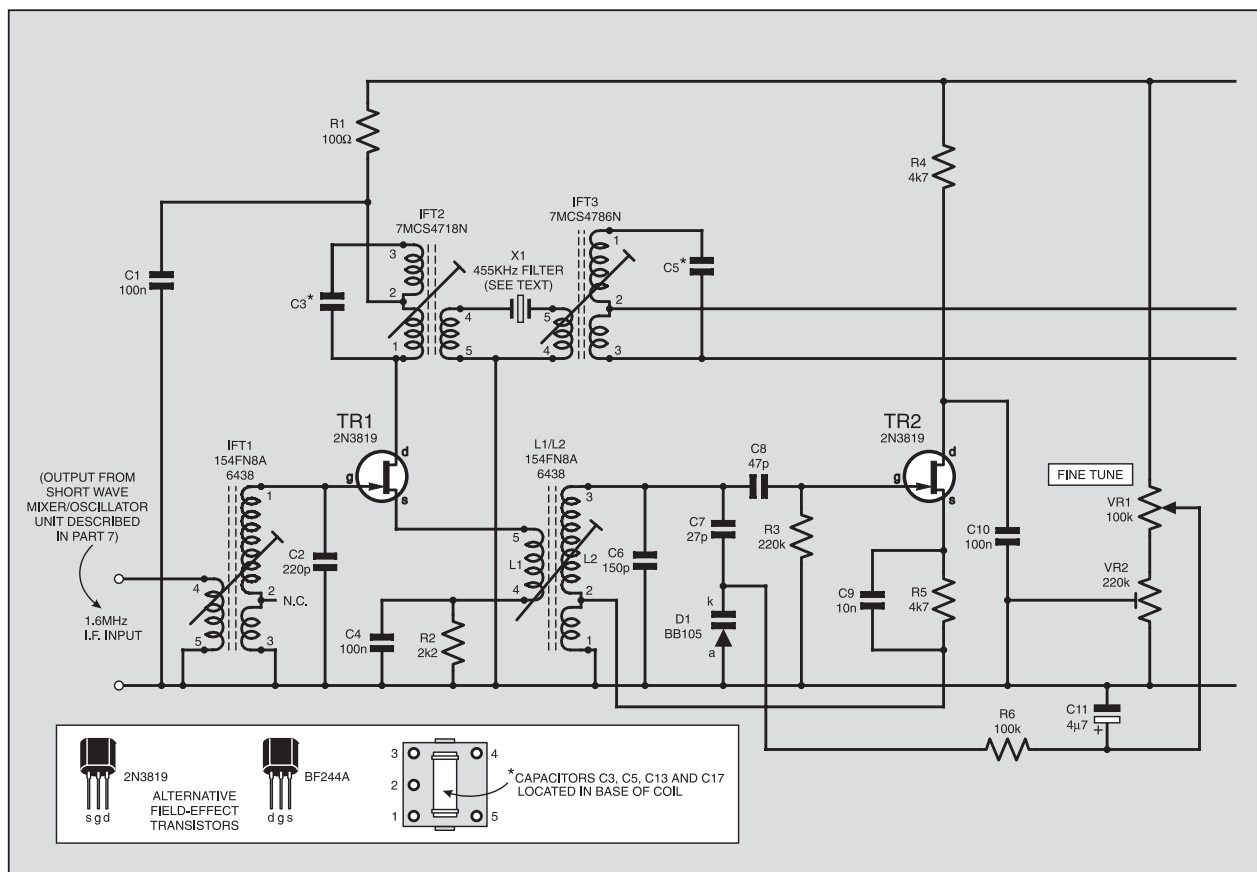 R1
100Ω
R4
4k7
IFT2
7MCS4718N
IFT3
7MCS4786N
X1
455KHz FILTER
(SEE TEXT)
C1
100n
C3*
C5*
3
2
1
4
5
5
4
1
2
3
TR1
2N3819
d
g
s
IFT1
154FN8A
6438
L1/L2
154FN8A
6438
TR2
2N3819
d
g
s
C8
47p
FINE TUNE
(OUTPUT FROM
SHORT WAVE
MIXER/OSCILLATOR
UNIT DESCRIBED
IN PART 7)
1.6MHz
I.F. INPUT
4
5
1
2
3
N.C.
C2
220p
5
4
L1
L2
3
2
1
C4
100n
R2
2k2
C6
150p
C7
27p
R3
220k
D1
BB105
k
a
C9
10n
R5
4k7
C10
100n
VR1
100k
VR2
220k
R6
100k
C11
4µ7
+
2N3819
s g d
ALTERNATIVE
FIELD-EFFECT
TRANSISTORS
BF244A
d g s
3
2
1
4
5
*CAPACITORS C3, C5, C13 AND C17
LOCATED IN BASE OF COIL